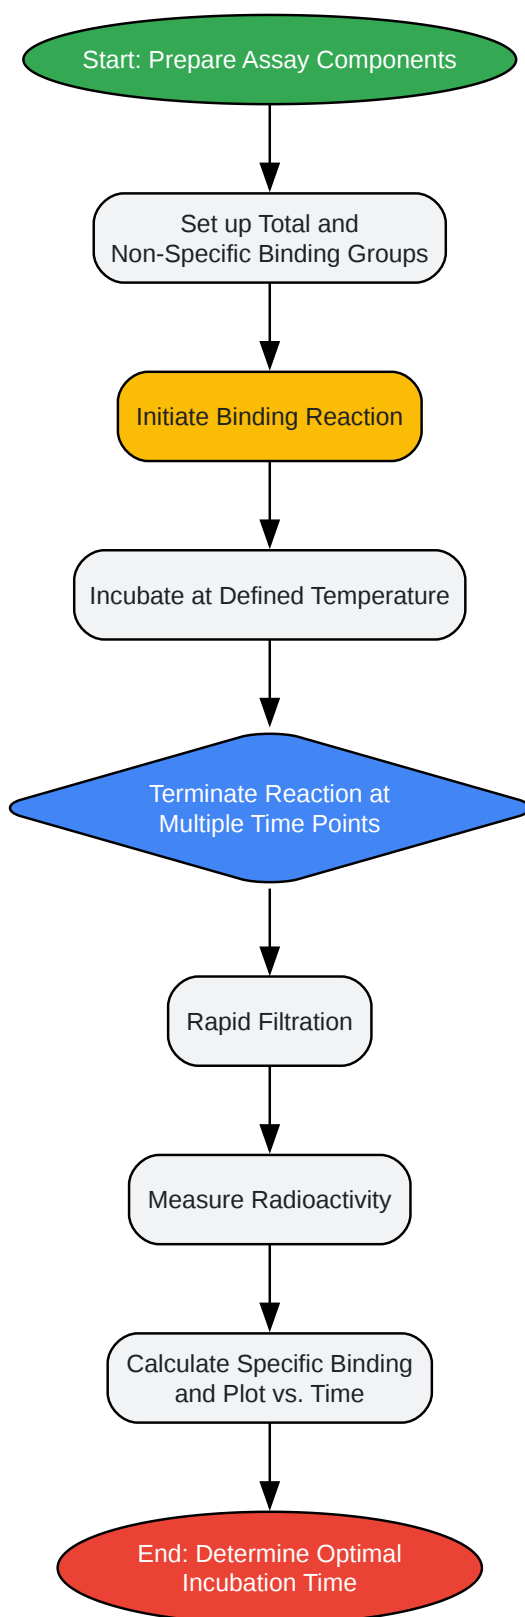 Start: Prepare Assay Components
Set up Total and
Non-Specific Binding Groups
Initiate Binding Reaction
Incubate at Defined Temperature
Terminate Reaction at
Multiple Time Points
Rapid Filtration
Measure Radioactivity
Calculate Specific Binding
and Plot vs. Time
End: Determine Optimal
Incubation Time